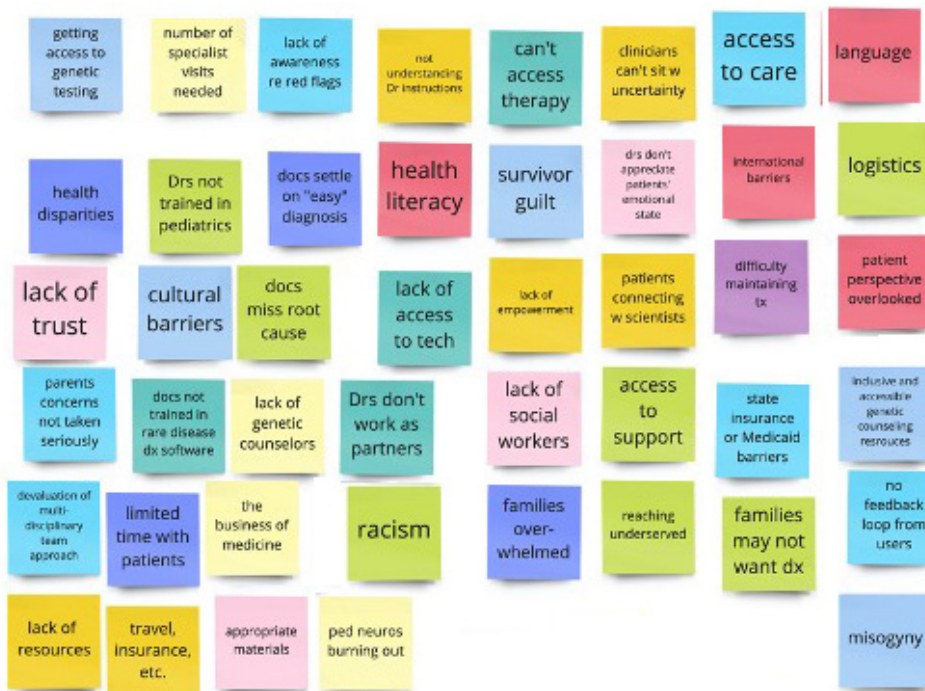 getting
access to
genetic
testing
number of
specialist
visits
needed
lack of
awareness
re red flags
not
understanding
Dr instructions
can't
access
therapy
clinicians
can't sit w
uncertainty
access
to care
language
health
disparities
Drs not
trained in
pediatrics
docs settle
on "easy"
diagnosis
health
literacy
survivor
guilt
drs don't
appreciate
patients'
emotional
state
international
barriers
logistics
lack of
trust
cultural
barriers
docs
miss root
cause
lack of
access
to tech
lack of
empowerment
patients
connecting
w scientists
difficulty
maintaining
tx
patient
perspective
overlooked
parents
concerns
not taken
seriously
docs not
trained in
rare disease
dx software
lack of
genetic
counselors
Drs don't
work as
partners
lack of
social
workers
access
to
support
state
insurance
or Medicaid
barriers
inclusive and
accessible
genetic
counseling
resrouces
devaluation of
multi-
disciplinary
team
approach
limited
time with
patients
the
business of
medicine
racism
families
over-
whelmed
reaching
underserved
families
may not
want dx
no
feedback
loop from
users
lack of
resources
travel,
insurance,
etc.
appropriate
materials
ped neuros
burning out
misogyny